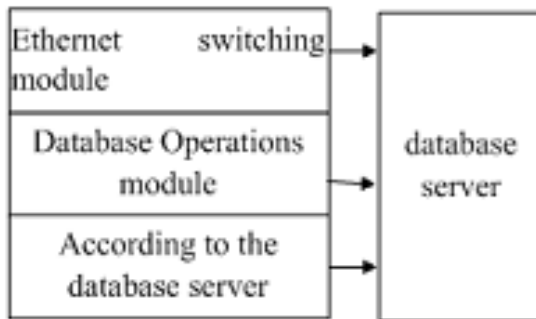 Ethernet switching
module
Database Operations
module
According to the
database server
database
server